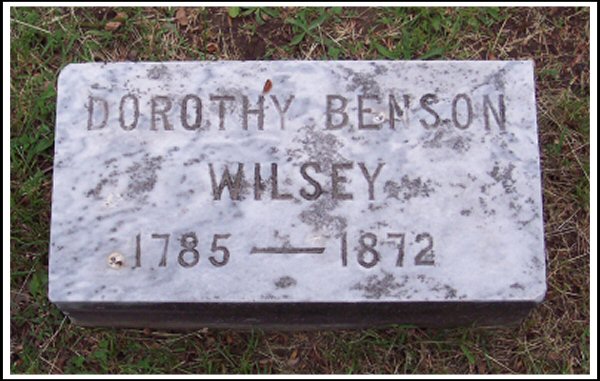 DOROTHY BENSON
WILSEY
1785 — 1872